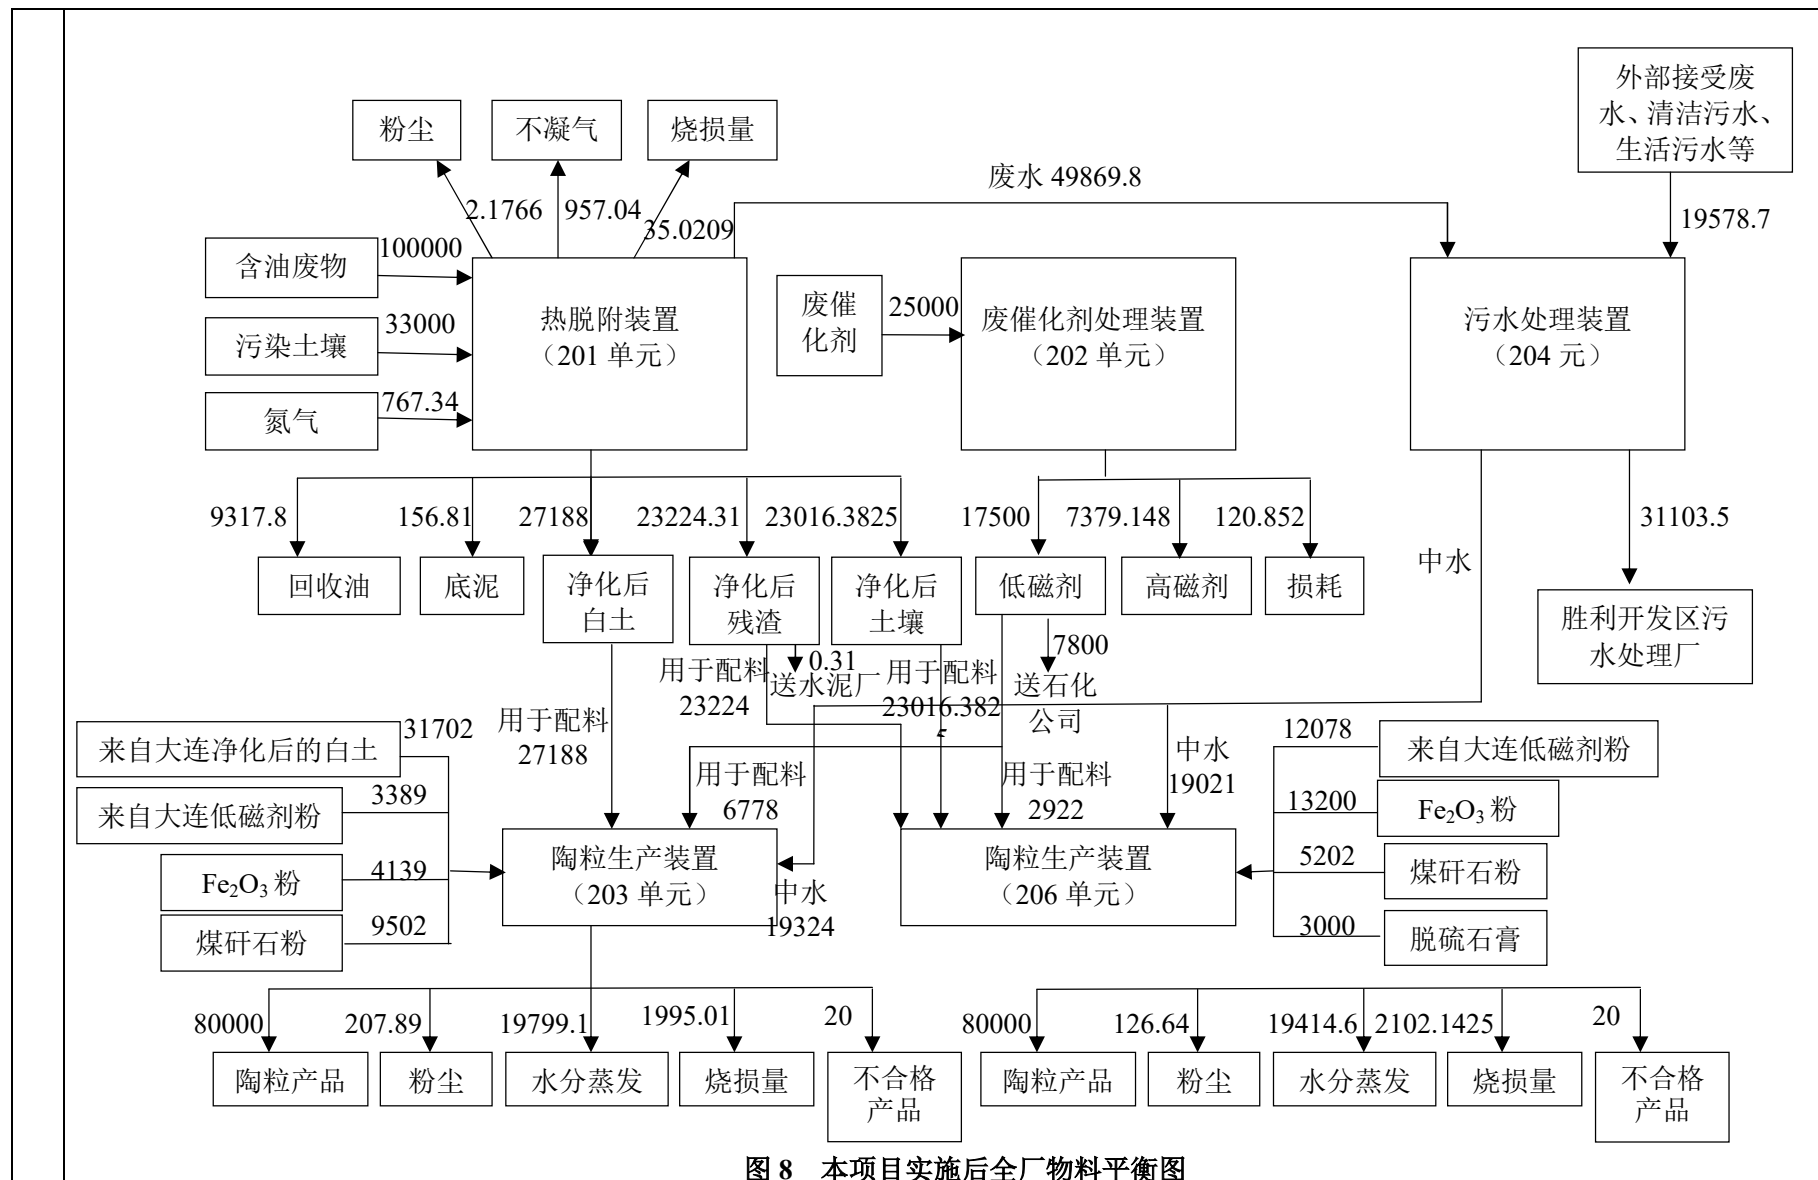 外部接受废
水、清洁污水、
生活污水等
粉尘
不凝气
烧损量
废水 49869.8
2.1766
957.04
35.0209
19578.7
含油废物
100000
污染土壤
33000
氮气
767.34
热脱附装置
（201 单元）
废催
化剂
25000
废催化剂处理装置
（202 单元）
污水处理装置
（204 元）
9317.8
156.81
27188
23224.31
23016.3825
17500
7379.148
120.852
中水
31103.5
回收油
底泥
净化后
白土
净化后
残渣
净化后
土壤
低磁剂
高磁剂
损耗
胜利开发区污
水处理厂
用于配料
23224
0.31
送水泥厂
用于配料
23016.382
5
7800
送石化
公司
用于配料
27188
用于配料
6778
用于配料
2922
中水
19021
来自大连净化后的白土
31702
来自大连低磁剂粉
3389
Fe₂O₃ 粉
4139
煤矸石粉
9502
12078
来自大连低磁剂粉
13200
Fe₂O₃ 粉
5202
煤矸石粉
3000
脱硫石膏
陶粒生产装置
（203 单元）
中水
19324
陶粒生产装置
（206 单元）
80000
207.89
19799.1
1995.01
20
80000
126.64
19414.6
2102.1425
20
陶粒产品
粉尘
水分蒸发
烧损量
不合格
产品
陶粒产品
粉尘
水分蒸发
烧损量
不合格
产品
图 8 本项目实施后全厂物料平衡图